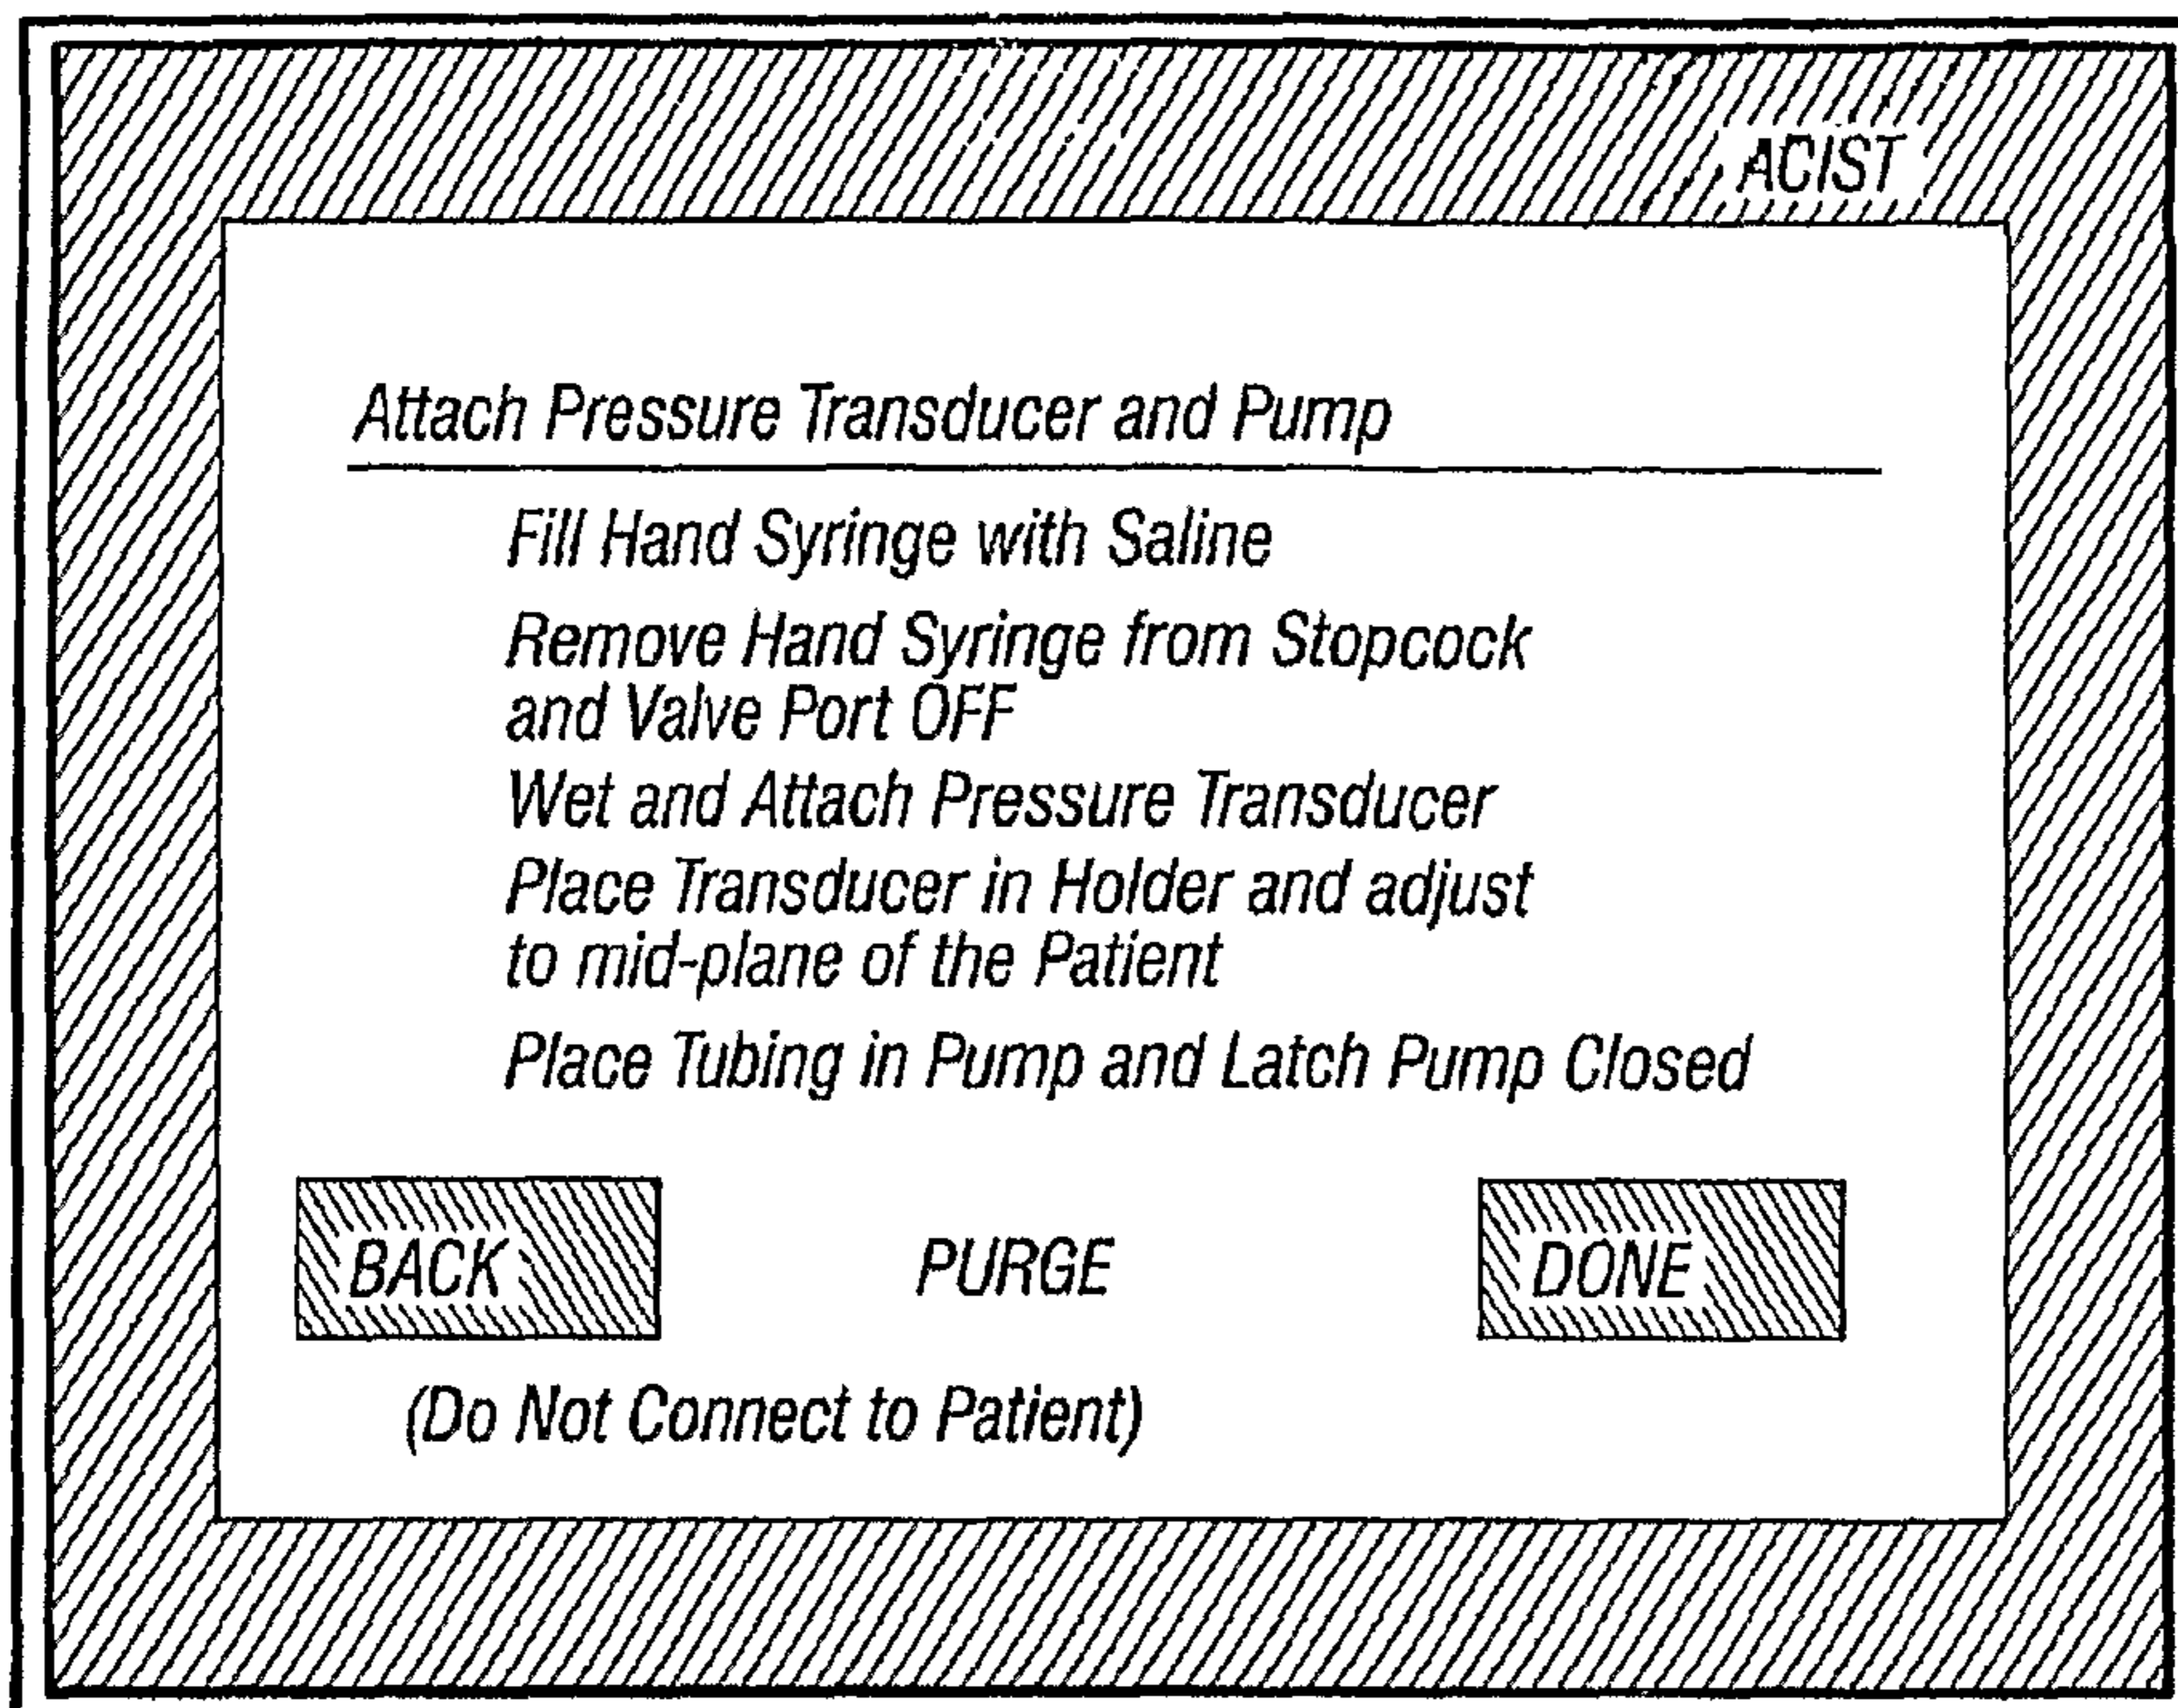 ACIST
Attach Pressure Transducer and Pump
Fill Hand Syringe with Saline
Remove Hand Syringe from Stopcock
and Valve Port OFF
Wet and Attach Pressure Transducer
Place Transducer in Holder and adjust
to mid-plane of the Patient
Place Tubing in Pump and Latch Pump Closed
BACK PURGE DONE
(Do Not Connect to Patient)